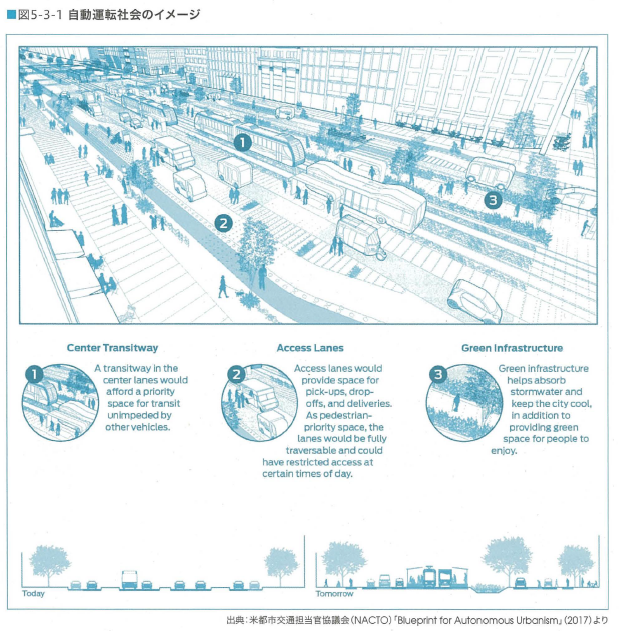 ■図5-3-1 自動運転社会のイメージ
1
2
3
Center Transitway
1
A transitway in the
center lanes would
afford a priority
space for transit
unimpeded by
other vehicles.
Access Lanes
2
Access lanes would
provide space for
pick-ups, drop-
offs, and deliveries.
As pedestrian-
priority space, the
lanes would be fully
traversable and could
have restricted access at
certain times of day.
Green Infrastructure
3
Green infrastructure
helps absorb
stormwater and
keep the city cool,
in addition to
providing green
space for people to
enjoy.
Today
Tomorrow
出典:米都市交通担当官協議会(NACTO)「Blueprint for Autonomous Urbanism」(2017)より